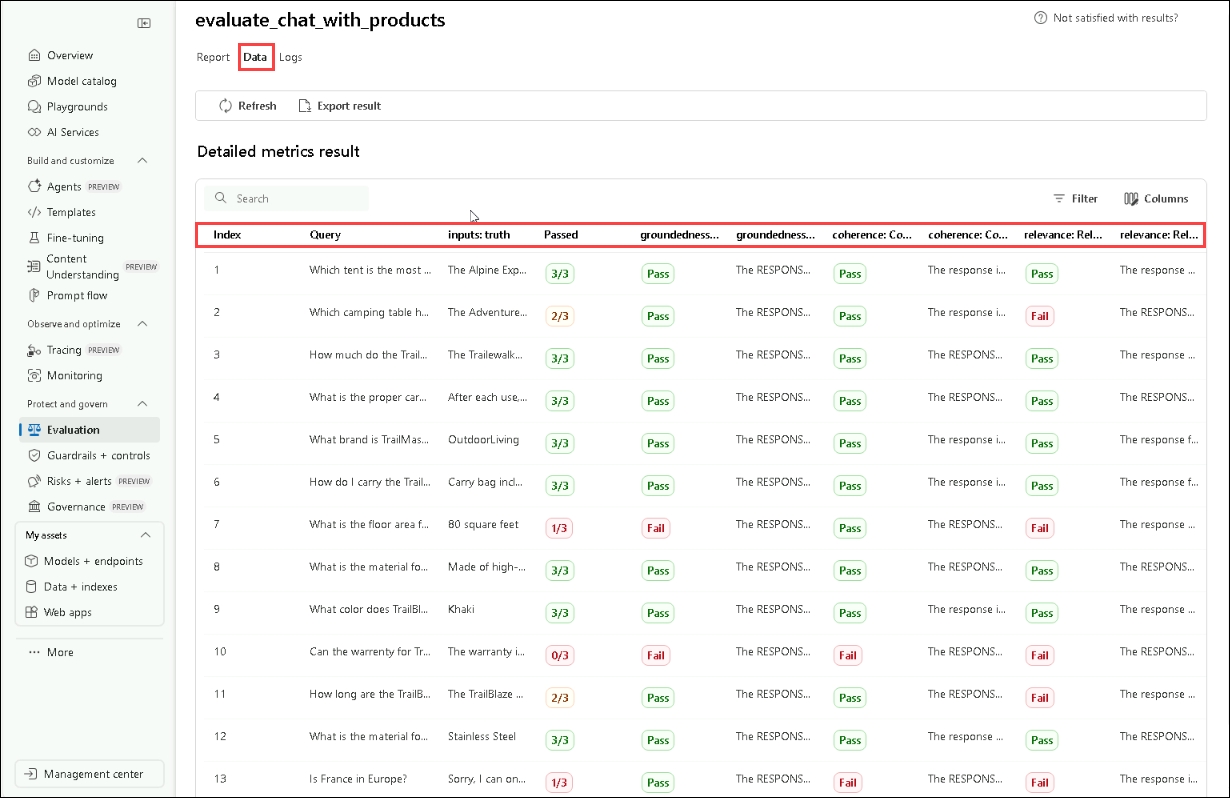 evaluate_chat_with_products
Not satisfied with results?
Report Data Logs
Refresh Export result
Detailed metrics result
Search Filter Columns
Overview
Model catalog
Playgrounds
AI Services
Build and customize
Agents PREVIEW
Templates
Fine-tuning
Content
Understanding PREVIEW
Prompt flow
Observe and optimize
Tracing PREVIEW
Monitoring
Protect and govern
Evaluation
Guardrails + controls
Risks + alerts PREVIEW
Governance PREVIEW
My assets
Models + endpoints
Data + indexes
Web apps
More
Management center
Index Query inputs: truth Passed groundedness... groundedness... coherence: Co... coherence: Co... relevance: Rel... relevance: Rel...
1 Which tent is the most ... The Alpine Exp... 3/3 Pass The RESPONS... Pass The response i... Pass The response ...
2 Which camping table h... The Adventure... 2/3 Pass The RESPONS... Pass The response i... Fail The RESPONS...
3 How much do the Trail... The Trailewalk... 3/3 Pass The RESPONS... Pass The RESPONS... Pass The response ...
4 What is the proper car... After each use,... 3/3 Pass The RESPONS... Pass The RESPONS... Pass The RESPONS...
5 What brand is TrailMas... OutdoorLiving 3/3 Pass The RESPONS... Pass The response i... Pass The response f...
6 How do I carry the Trail... Carry bag incl... 3/3 Pass The RESPONS... Pass The RESPONS... Pass The response f...
7 What is the floor area f... 80 square feet 1/3 Fail The RESPONS... Pass The RESPONS... Fail The response ...
8 What is the material fo... Made of high-... 3/3 Pass The RESPONS... Pass The RESPONS... Pass The RESPONS...
9 What color does TrailBl... Khaki 3/3 Pass The RESPONS... Pass The response i... Pass The RESPONS...
10 Can the warrenty for Tr... The warranty i... 0/3 Fail The RESPONS... Fail The RESPONS... Fail The RESPONS...
11 How long are the TrailB... The TrailBlaze ... 2/3 Pass The RESPONS... Pass The RESPONS... Fail The response ...
12 What is the material fo... Stainless Steel 3/3 Pass The RESPONS... Pass The response ... Pass The RESPONS...
13 Is France in Europe? Sorry, I can on... 1/3 Pass The RESPONS... Fail The RESPONS... Fail The response i...